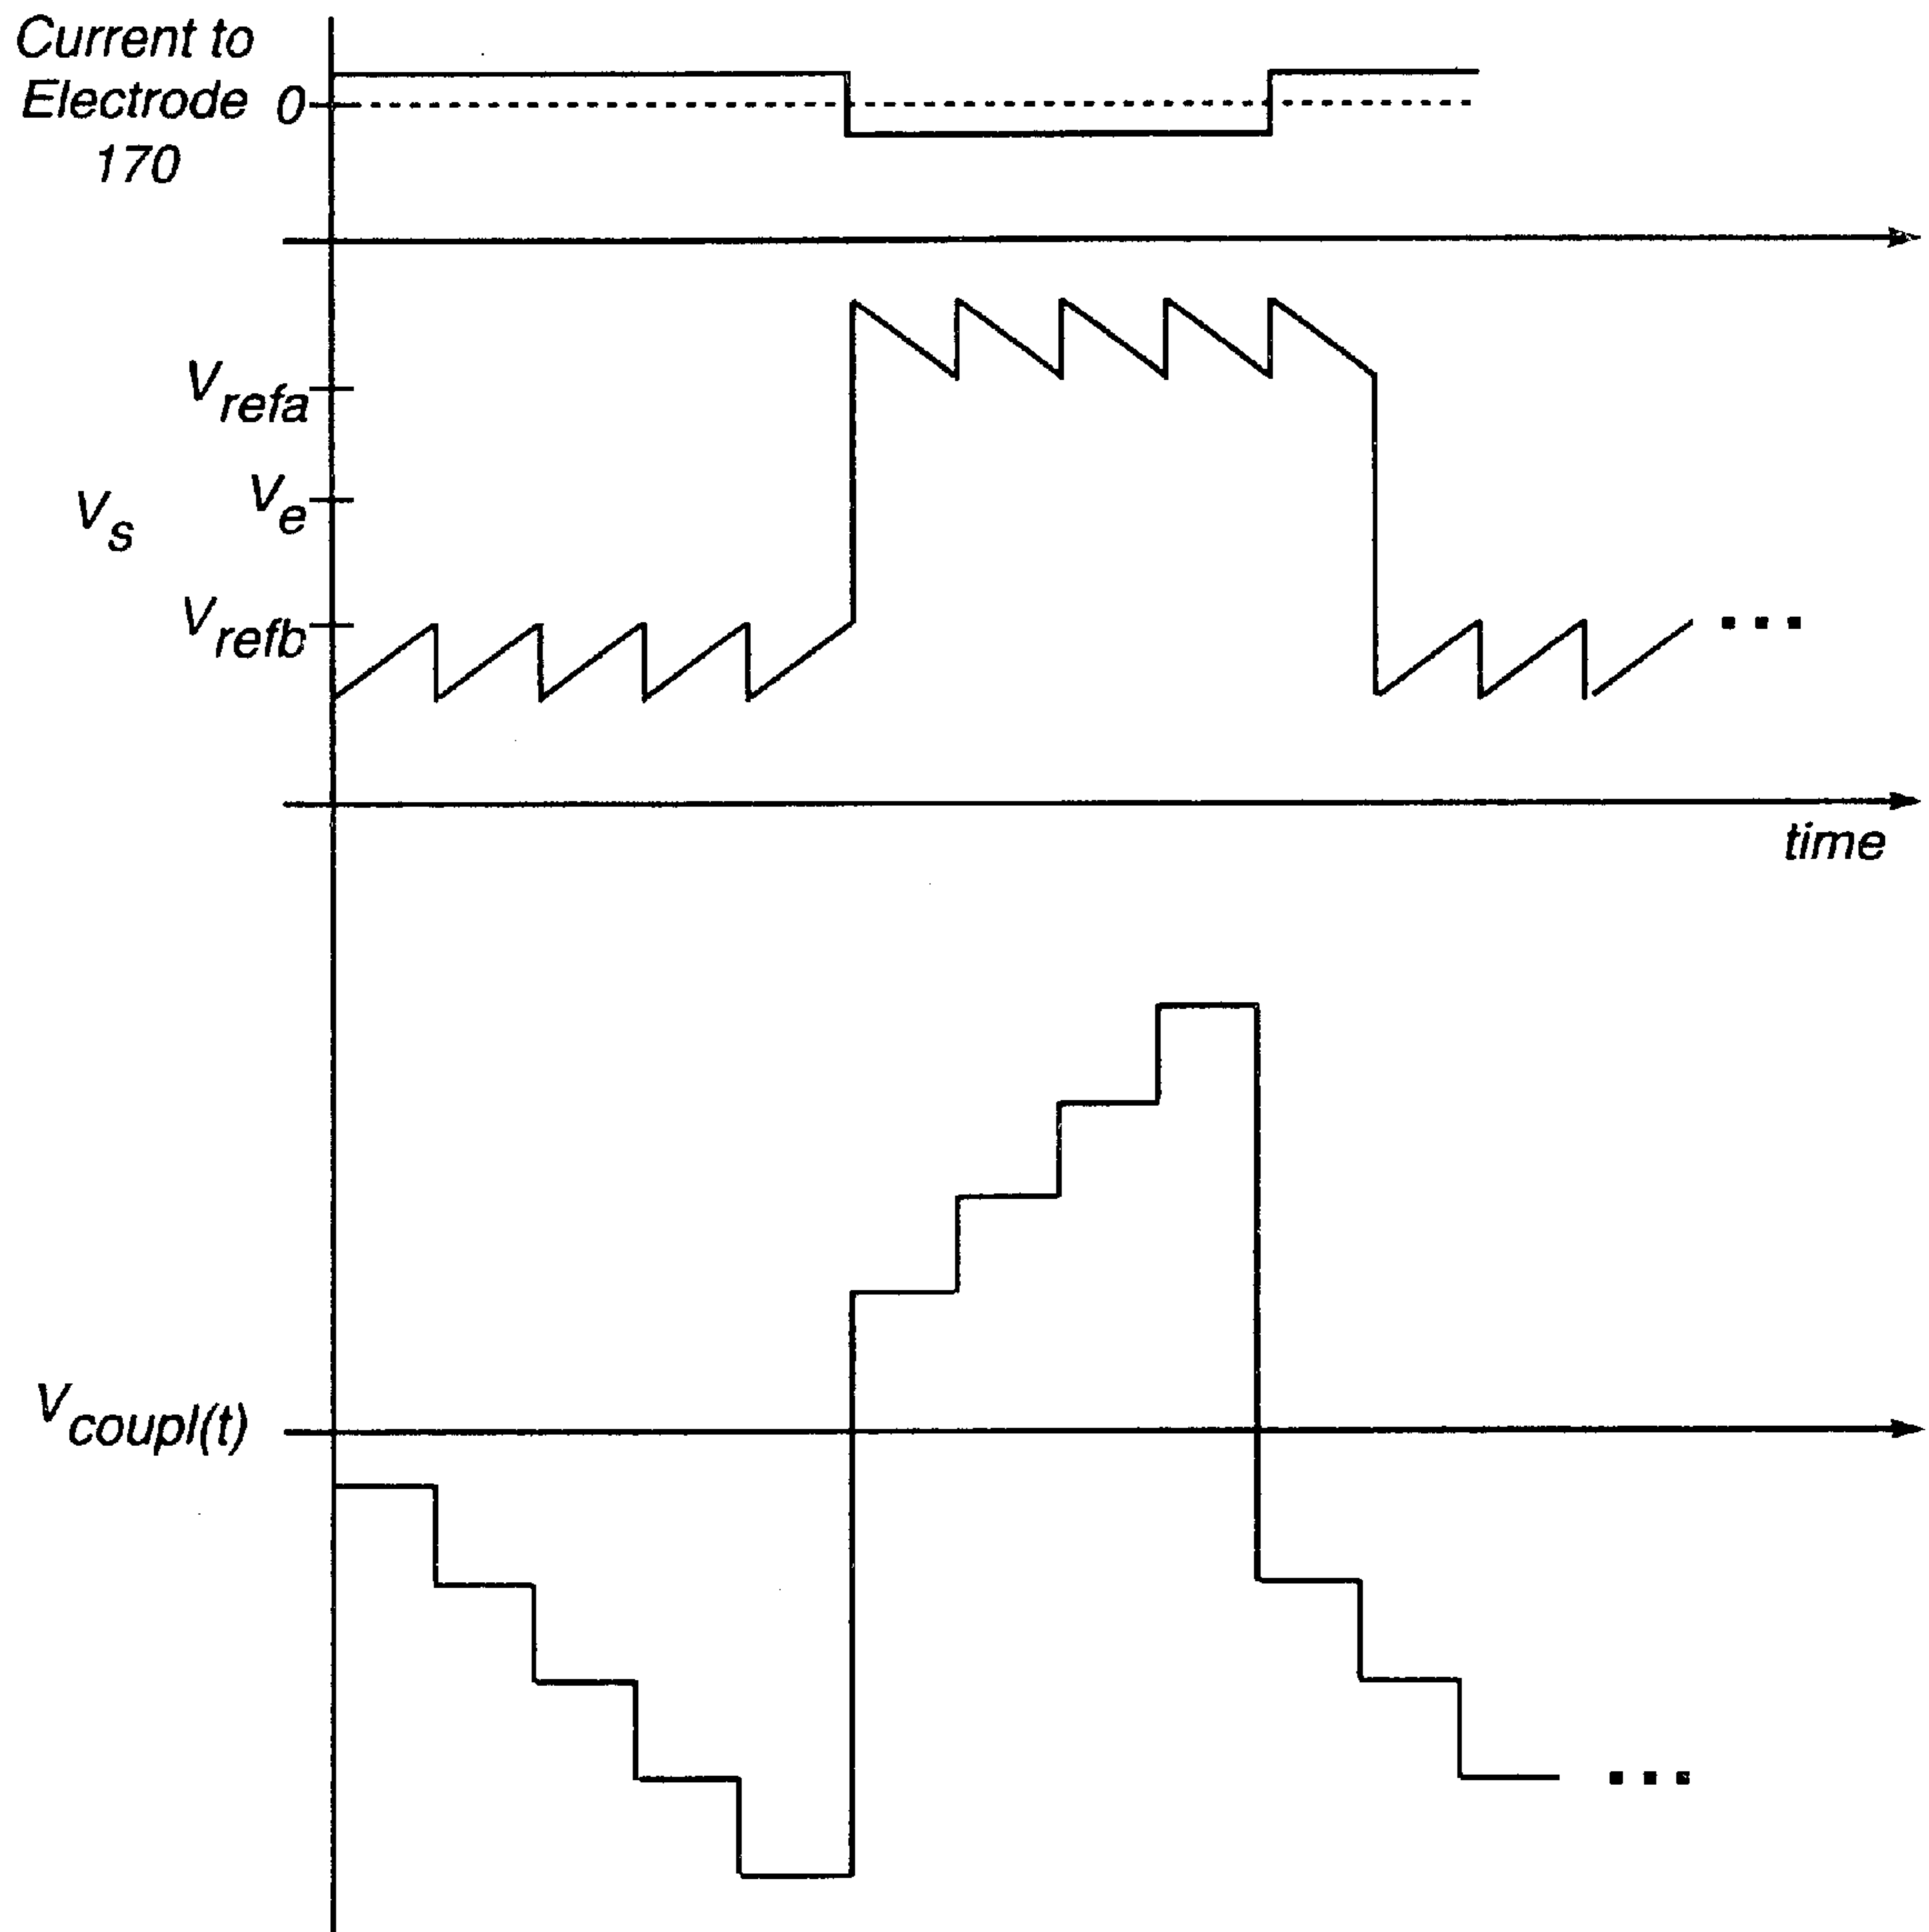 Current to
Electrode 0
170
Vrefa
Ve
Vs
Vrefb
time
Vcoupl(t)